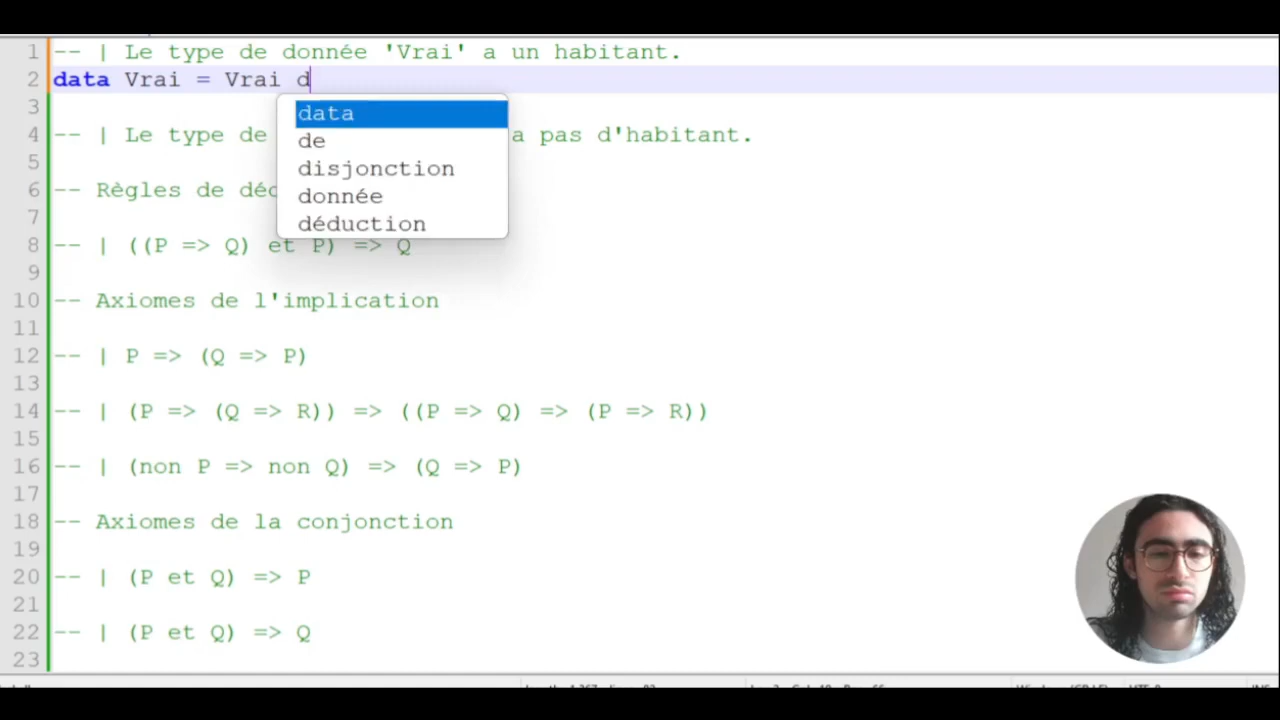 1 -- | Le type de donnée 'Vrai' a un habitant.
2 data Vrai = Vrai d
data
de
disjonction
donnée
déduction
3
4 -- | Le type de a pas d'habitant.
5
6 -- Règles de déd
7
8 -- | ((P => Q) et P) => Q
9
10 -- Axiomes de l'implication
11
12 -- | P => (Q => P)
13
14 -- | (P => (Q => R)) => ((P => Q) => (P => R))
15
16 -- | (non P => non Q) => (Q => P)
17
18 -- Axiomes de la conjonction
19
20 -- | (P et Q) => P
21
22 -- | (P et Q) => Q
23